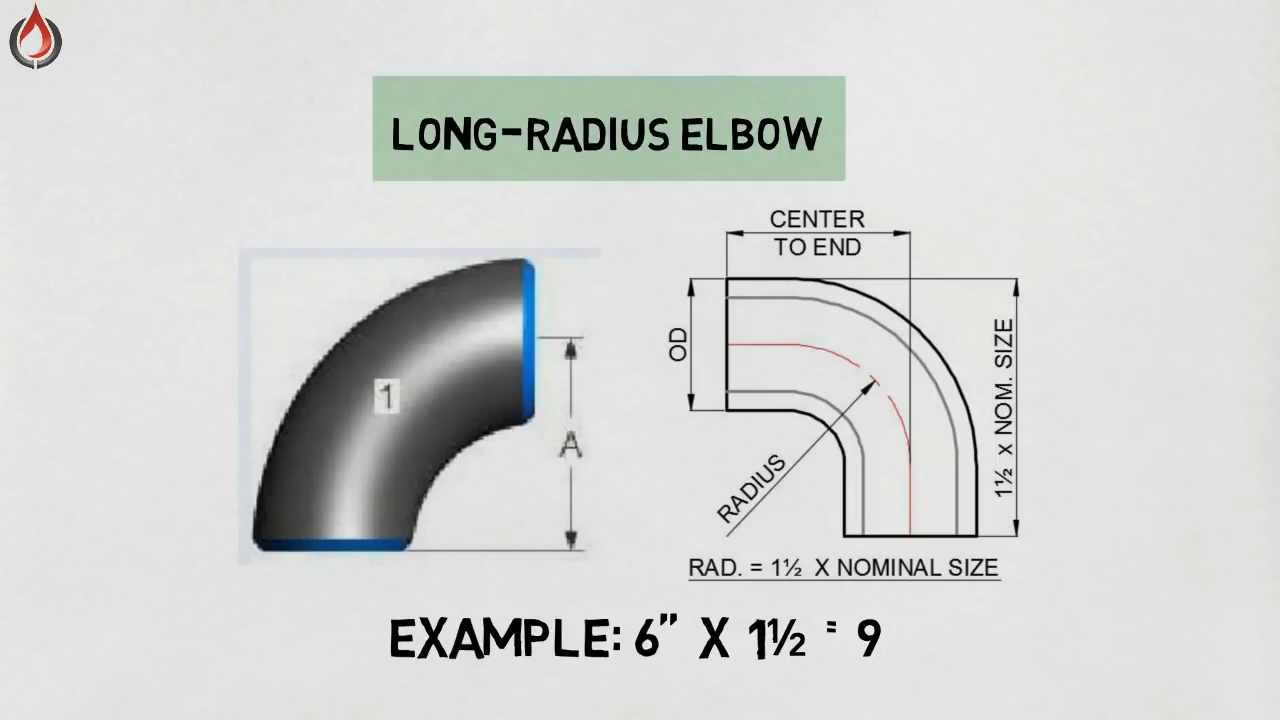 LONG-RADIUS ELBOW
CENTER
TO END
OD
1½ x NOM. SIZE
1
A
RADIUS
RAD. = 1½ X NOMINAL SIZE
EXAMPLE: 6" X 1½ = 9